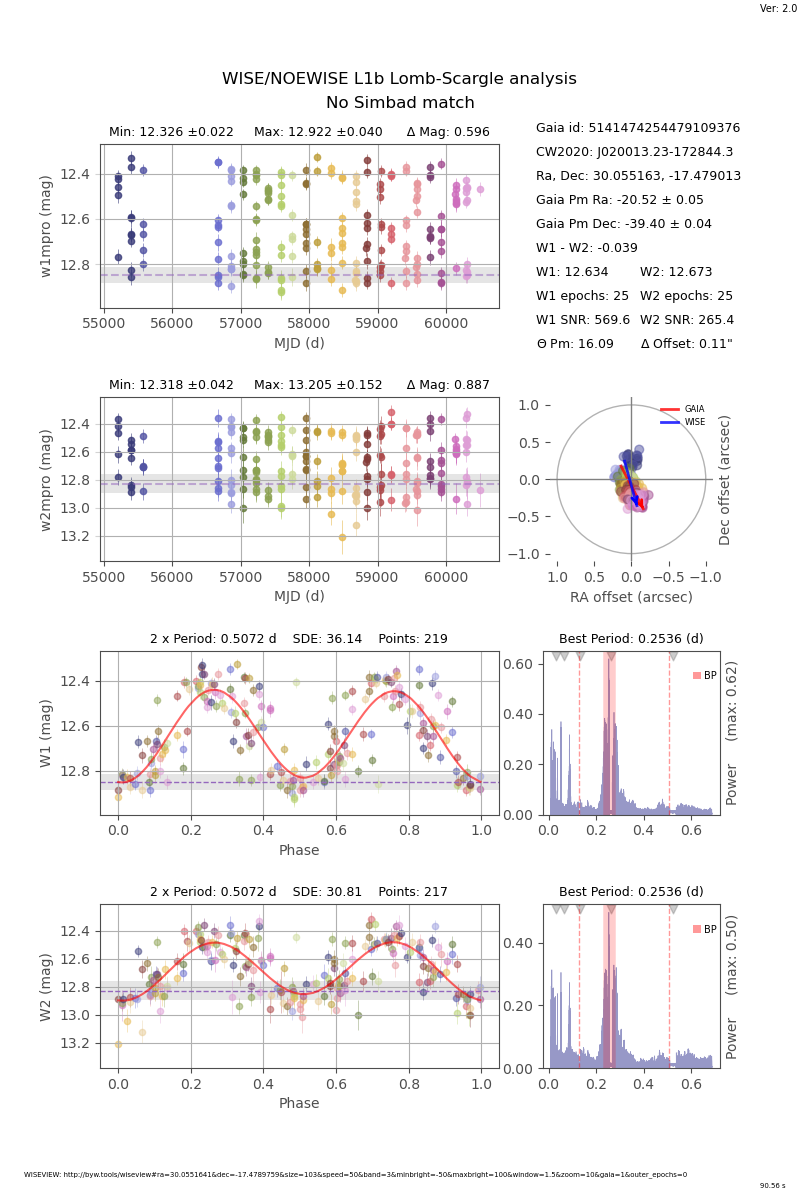 Ver: 2.0
WISE/NOEWISE L1b Lomb-Scargle analysis
No Simbad match
Min: 12.326 ±0.022 Max: 12.922 ±0.040 Δ Mag: 0.596
12.4
12.6
12.8
w1mpro (mag)
55000 56000 57000 58000 59000 60000
MJD (d)
Gaia id: 5141474254479109376
CW2020: J020013.23-172844.3
Ra, Dec: 30.055163, -17.479013
Gaia Pm Ra: -20.52 ± 0.05
Gaia Pm Dec: -39.40 ± 0.04
W1 - W2: -0.039
W1: 12.634 W2: 12.673
W1 epochs: 25 W2 epochs: 25
W1 SNR: 569.6 W2 SNR: 265.4
Θ Pm: 16.09 Δ Offset: 0.11"
Min: 12.318 ±0.042 Max: 13.205 ±0.152 Δ Mag: 0.887
12.4
12.6
12.8
13.0
13.2
w2mpro (mag)
55000 56000 57000 58000 59000 60000
MJD (d)
GAIA
WISE
1.0
0.5
0.0
−0.5
−1.0
Dec offset (arcsec)
1.0 0.5 0.0 −0.5 −1.0
RA offset (arcsec)
2 x Period: 0.5072 d SDE: 36.14 Points: 219
12.4
12.6
12.8
W1 (mag)
0.0 0.2 0.4 0.6 0.8 1.0
Phase
Best Period: 0.2536 (d)
BP
0.60
0.40
0.20
0.00
Power (max: 0.62)
0.0 0.2 0.4 0.6
2 x Period: 0.5072 d SDE: 30.81 Points: 217
12.4
12.6
12.8
13.0
13.2
W2 (mag)
0.0 0.2 0.4 0.6 0.8 1.0
Phase
Best Period: 0.2536 (d)
BP
0.40
0.20
0.00
Power (max: 0.50)
0.0 0.2 0.4 0.6
WISEVIEW: http://byw.tools/wiseview#ra=30.0551641&dec=-17.4789759&size=103&speed=50&band=3&minbright=-50&maxbright=100&window=1.5&zoom=10&gaia=1&outer_epochs=0
90.56 s